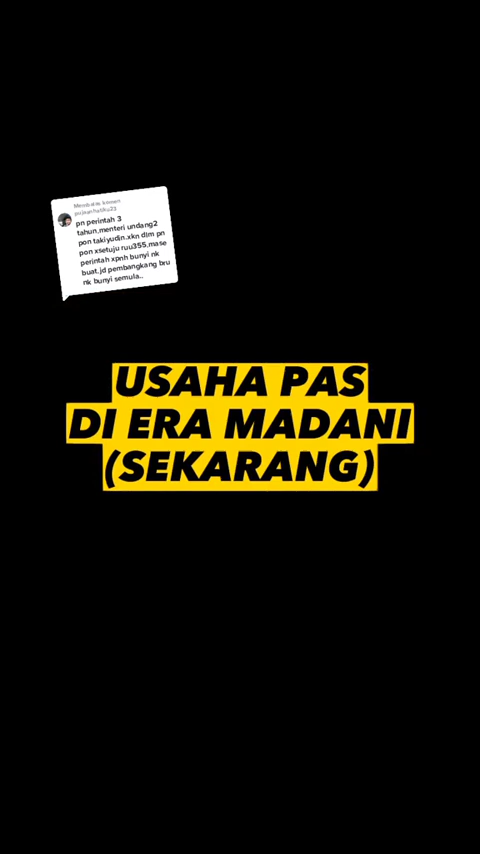 Membalas komen
pn perintah 3
tahun,menteri undang2
pon takiyudin.xkn dlm pn
pon xsetuju ruu355,mase
perintah xpnh bunyi nk
buat.jd pembangkang bru
nk bunyi semula..
USAHA PAS
DI ERA MADANI
(SEKARANG)